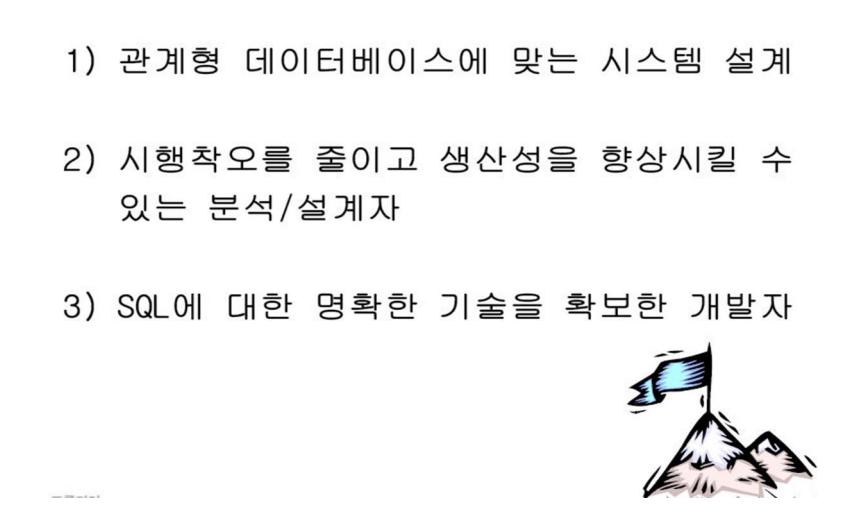 1) 관계형 데이터베이스에 맞는 시스템 설계
2) 시행착오를 줄이고 생산성을 향상시킬 수
있는 분석/설계자
3) SQL에 대한 명확한 기술을 확보한 개발자